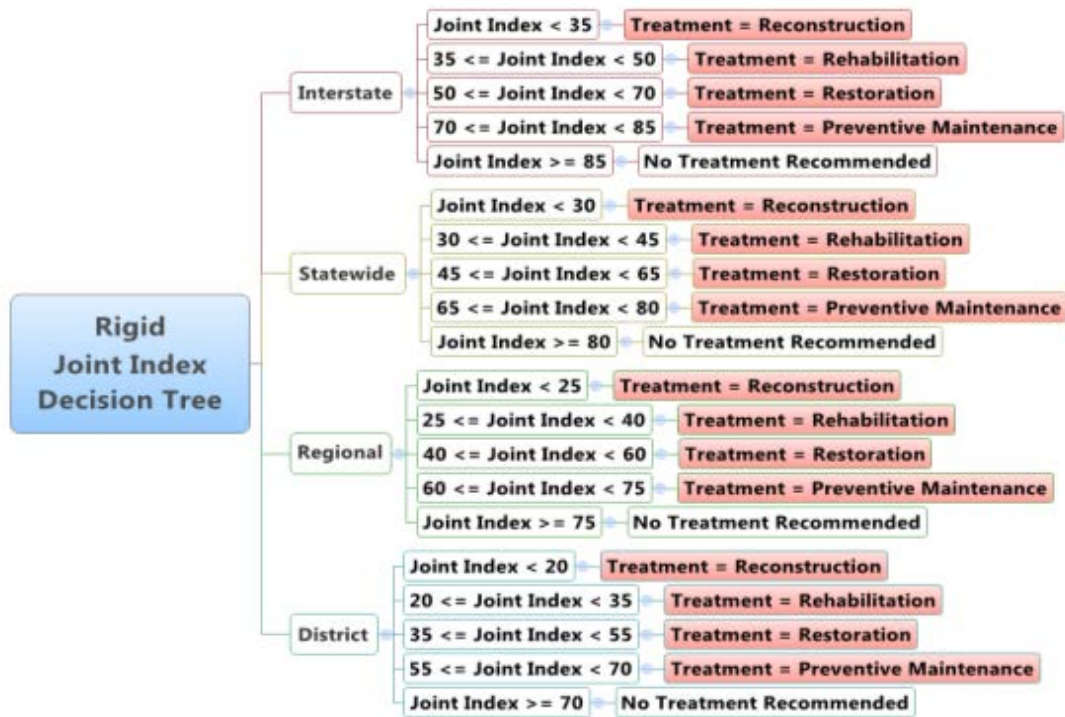 Rigid
Joint Index
Decision Tree
Interstate
Joint Index < 35 Treatment = Reconstruction
35 <= Joint Index < 50 Treatment = Rehabilitation
50 <= Joint Index < 70 Treatment = Restoration
70 <= Joint Index < 85 Treatment = Preventive Maintenance
Joint Index >= 85 No Treatment Recommended
Statewide
Joint Index < 30 Treatment = Reconstruction
30 <= Joint Index < 45 Treatment = Rehabilitation
45 <= Joint Index < 65 Treatment = Restoration
65 <= Joint Index < 80 Treatment = Preventive Maintenance
Joint Index >= 80 No Treatment Recommended
Regional
Joint Index < 25 Treatment = Reconstruction
25 <= Joint Index < 40 Treatment = Rehabilitation
40 <= Joint Index < 60 Treatment = Restoration
60 <= Joint Index < 75 Treatment = Preventive Maintenance
Joint Index >= 75 No Treatment Recommended
District
Joint Index < 20 Treatment = Reconstruction
20 <= Joint Index < 35 Treatment = Rehabilitation
35 <= Joint Index < 55 Treatment = Restoration
55 <= Joint Index < 70 Treatment = Preventive Maintenance
Joint Index >= 70 No Treatment Recommended